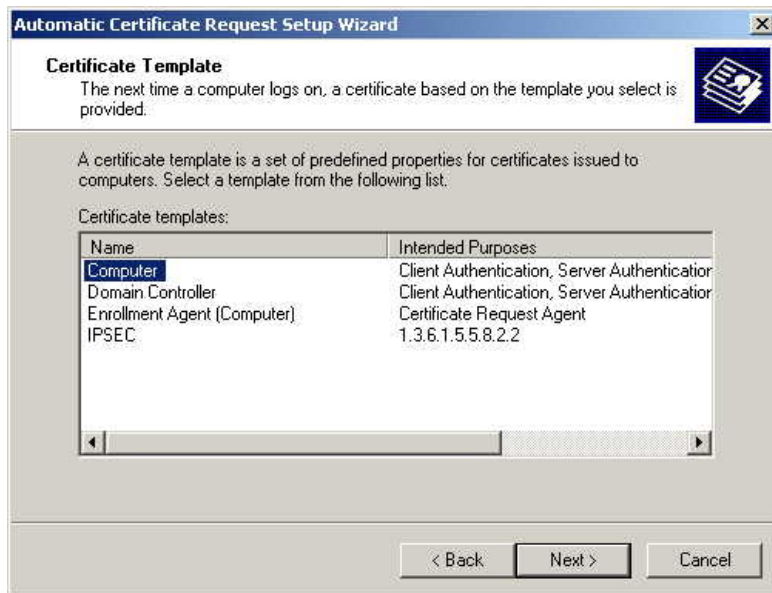 Automatic Certificate Request Setup Wizard
Certificate Template
The next time a computer logs on, a certificate based on the template you select is
provided.
A certificate template is a set of predefined properties for certificates issued to
computers. Select a template from the following list.
Certificate templates:
Name Intended Purposes
Computer Client Authentication, Server Authentication
Domain Controller Client Authentication, Server Authentication
Enrollment Agent (Computer) Certificate Request Agent
IPSEC 1.3.6.1.5.5.8.2.2
< Back Next > Cancel